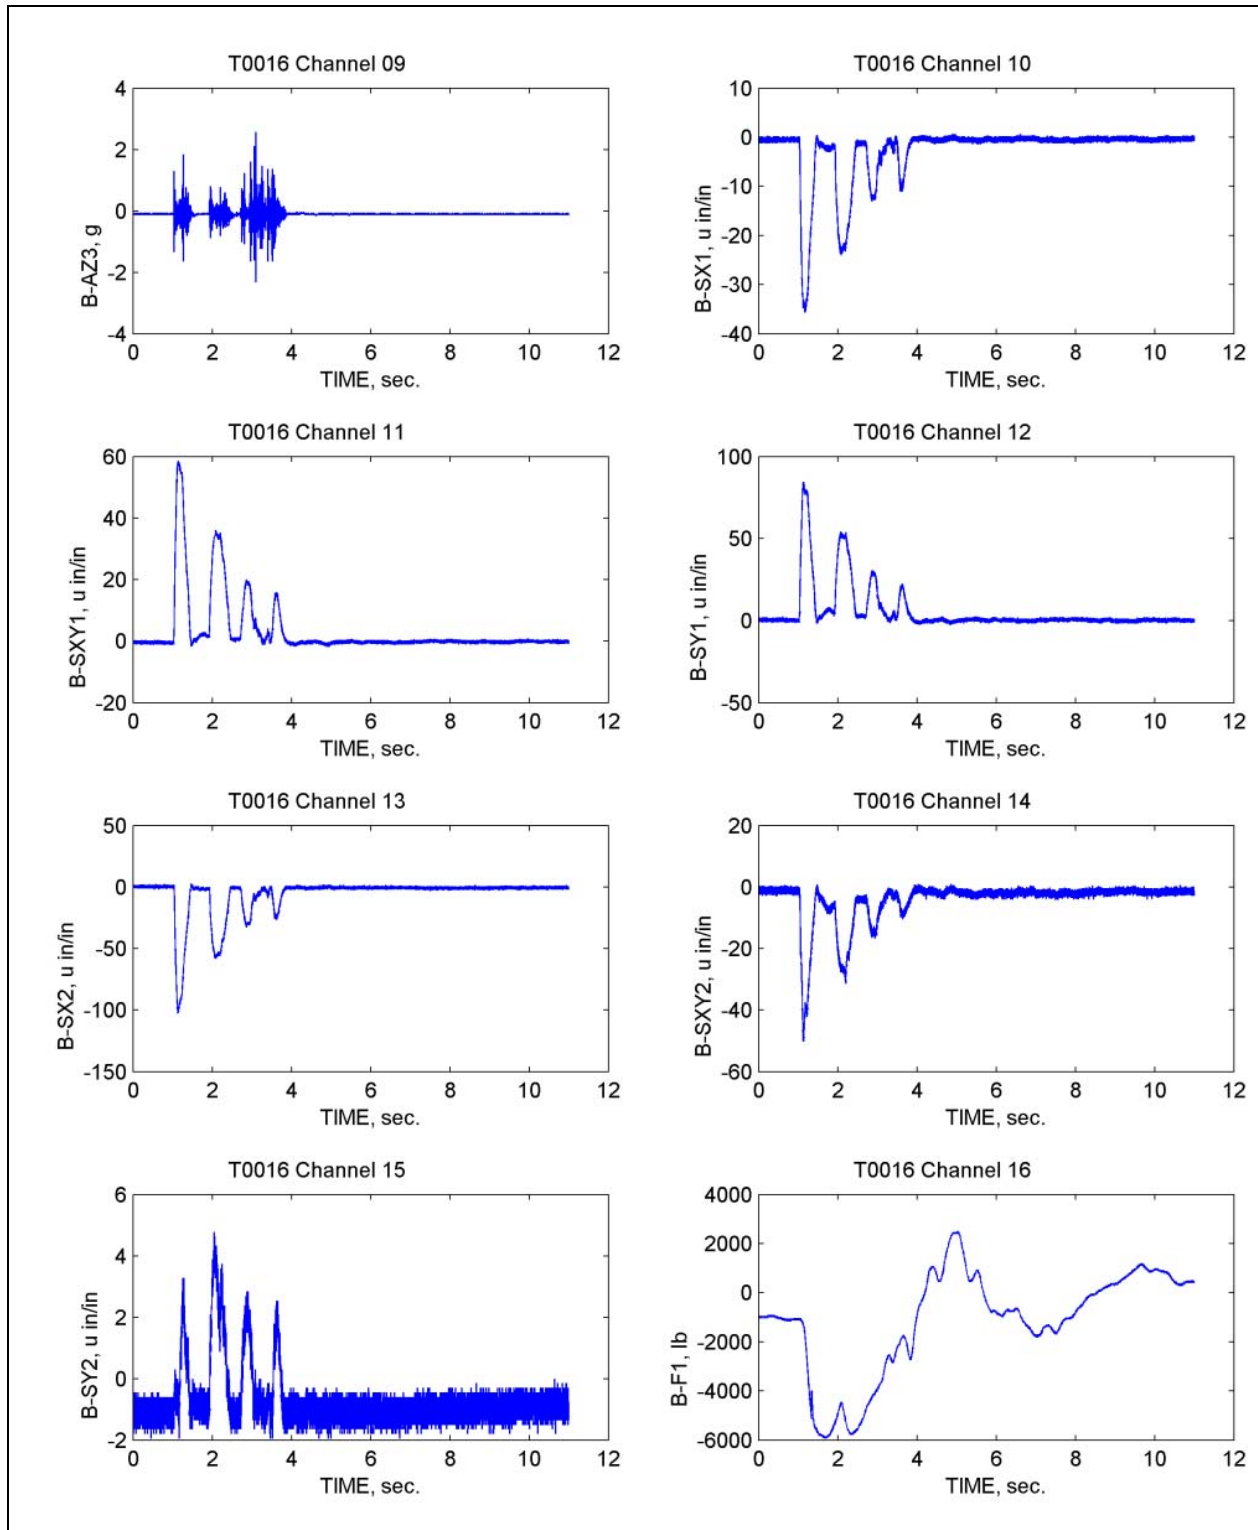 T0016 Channel 09
4
2
0
-2
-4
B-AZ3, g
0 2 4 6 8 10 12
TIME, sec.
T0016 Channel 10
10
0
-10
-20
-30
-40
B-SX1, u in/in
0 2 4 6 8 10 12
TIME, sec.
T0016 Channel 11
60
40
20
0
-20
B-SXY1, u in/in
0 2 4 6 8 10 12
TIME, sec.
T0016 Channel 12
100
50
0
-50
B-SY1, u in/in
0 2 4 6 8 10 12
TIME, sec.
T0016 Channel 13
50
0
-50
-100
-150
B-SX2, u in/in
0 2 4 6 8 10 12
TIME, sec.
T0016 Channel 14
20
0
-20
-40
-60
B-SXY2, u in/in
0 2 4 6 8 10 12
TIME, sec.
T0016 Channel 15
6
4
2
0
-2
B-SY2, u in/in
0 2 4 6 8 10 12
TIME, sec.
T0016 Channel 16
4000
2000
0
-2000
-4000
-6000
B-F1, lb
0 2 4 6 8 10 12
TIME, sec.